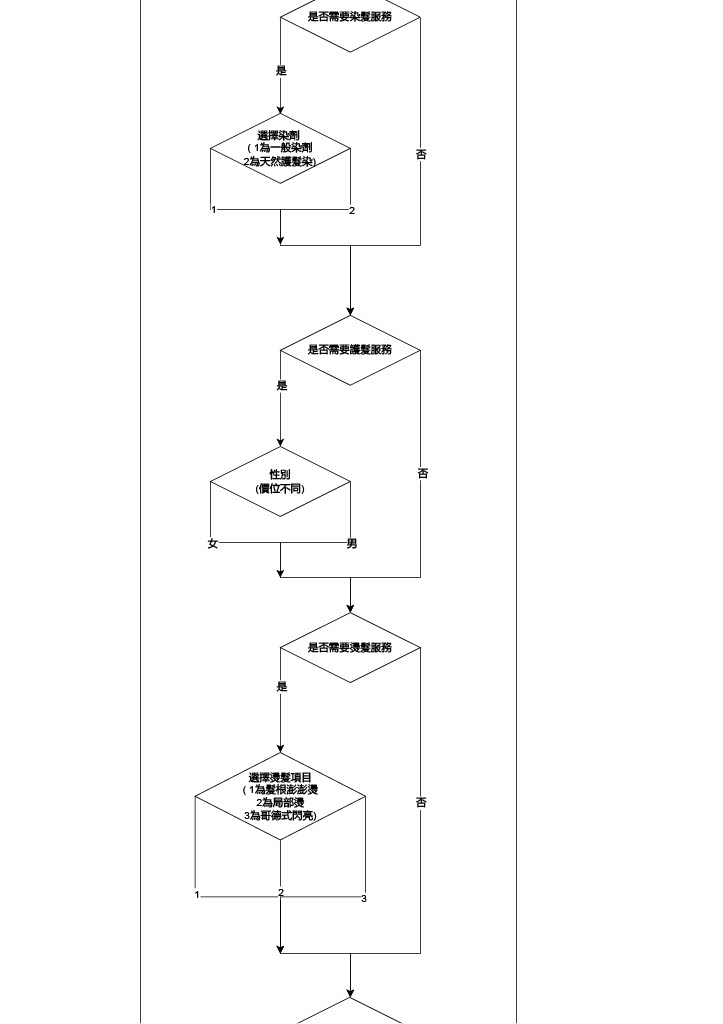 是否需要染髮服務
是
選擇染劑
（1為一般染劑
2為天然護髮染)
否
1
2
是否需要護髮服務
是
性別
(價位不同)
否
女
男
是否需要燙髮服務
是
選擇燙髮項目
（1為髮根澎澎燙
2為局部燙
3為哥德式閃亮)
否
1
2
3